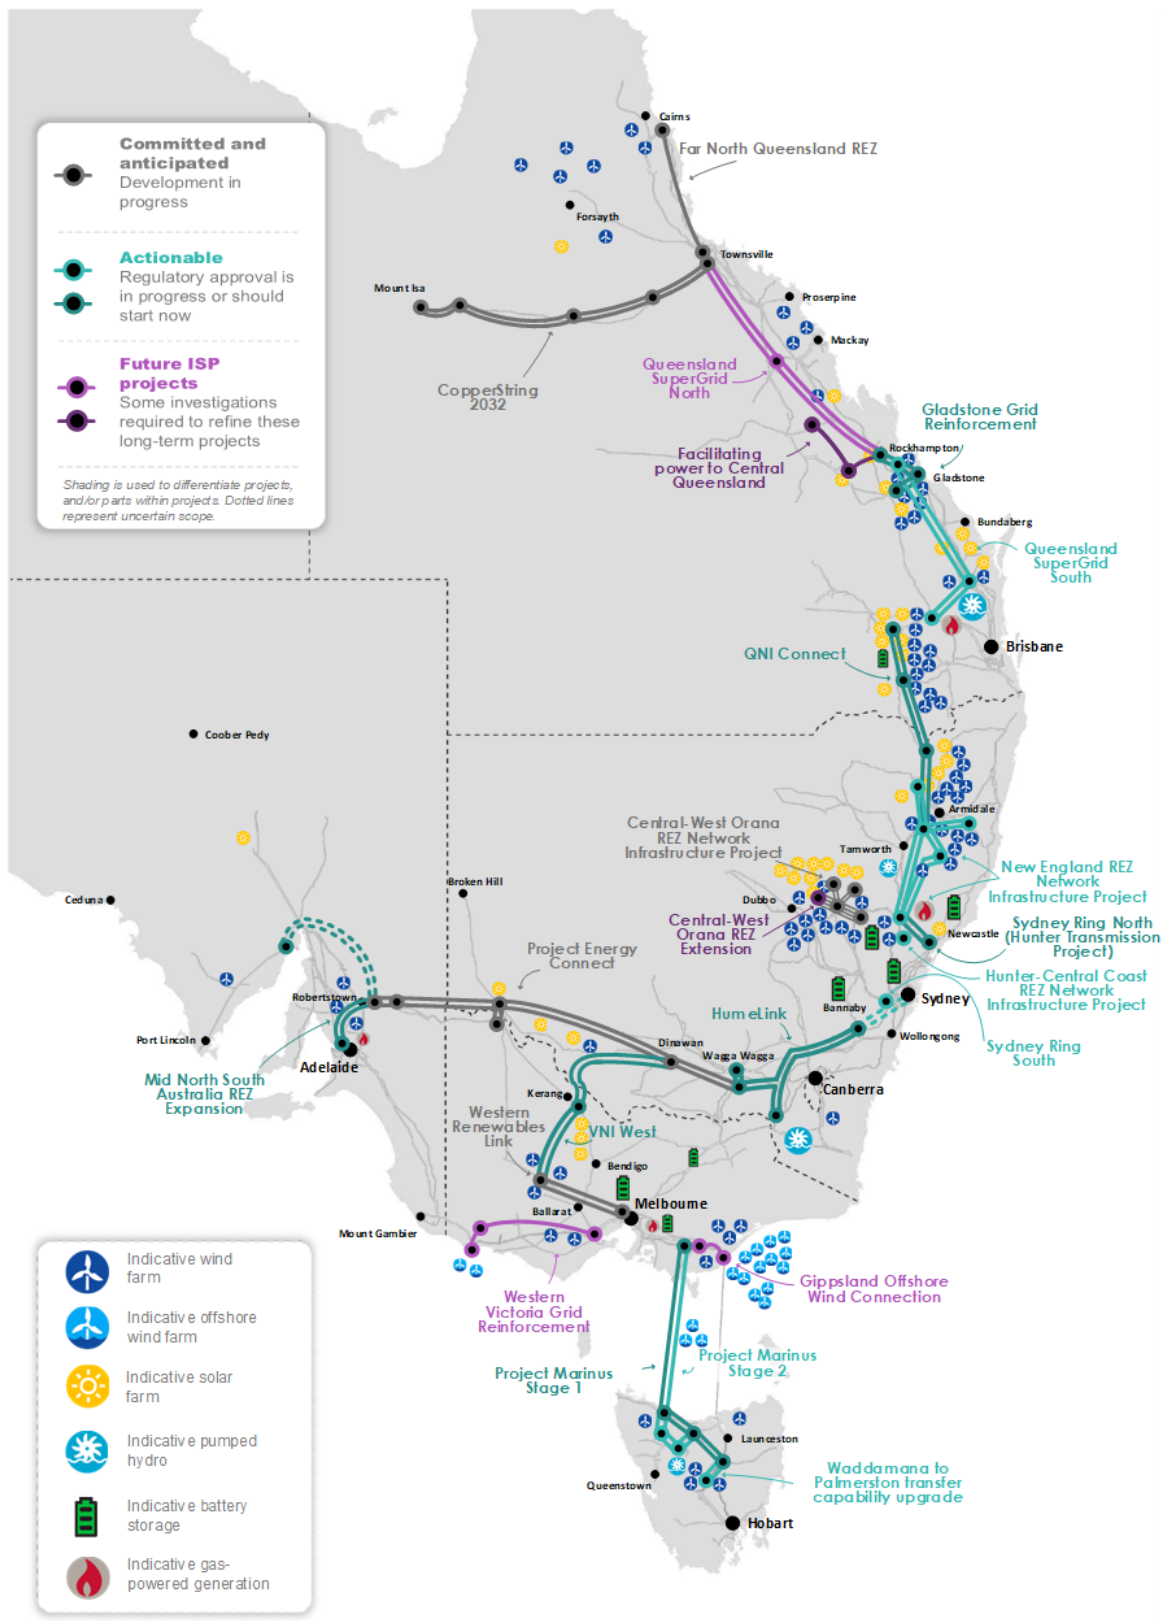 Committed and
anticipated
Development in
progress
Actionable
Regulatory approval is
in progress or should
start now
Future ISP
projects
Some investigations
required to refine these
long-term projects
Shading is used to differentiate projects,
and/or parts within projects. Dotted lines
represent uncertain scope.
Cairns
Far North Queensland REZ
Forsayth
Townsville
Mount Isa
Proserpine
Mackay
CopperString
2032
Queensland
SuperGrid
North
Gladstone Grid
Reinforcement
Facilitating
power to Central
Queensland
Rockhampton
Gladstone
Bundaberg
Queensland
SuperGrid
South
QNI Connect
Brisbane
Coober Pedy
Armidale
Central-West Orana
REZ Network
Infrastructure Project
Tamworth
New England REZ
Network
Infrastructure Project
Broken Hill
Ceduna
Dubbo
Central-West
Orana REZ
Extension
Newcastle
Sydney Ring North
(Hunter Transmission
Project)
Project Energy
Connect
Hunter-Central Coast
REZ Network
Infrastructure Project
Robertstown
Bannaby
Sydney
HumeLink
Wollongong
Sydney Ring
South
Port Lincoln
Adelaide
Dinawan
Wagga Wagga
Canberra
Mid North South
Australia REZ
Expansion
Kerang
Western
Renewables
Link
VNI West
Bendigo
Ballarat
Melbourne
Mount Gambier
Western
Victoria Grid
Reinforcement
Gippsland Offshore
Wind Connection
Project Marinus
Stage 1
Project Marinus
Stage 2
Launceston
Queenstown
Waddamana to
Palmerston transfer
capability upgrade
Hobart
Indicative wind
farm
Indicative offshore
wind farm
Indicative solar
farm
Indicative pumped
hydro
Indicative battery
storage
Indicative gas-
powered generation